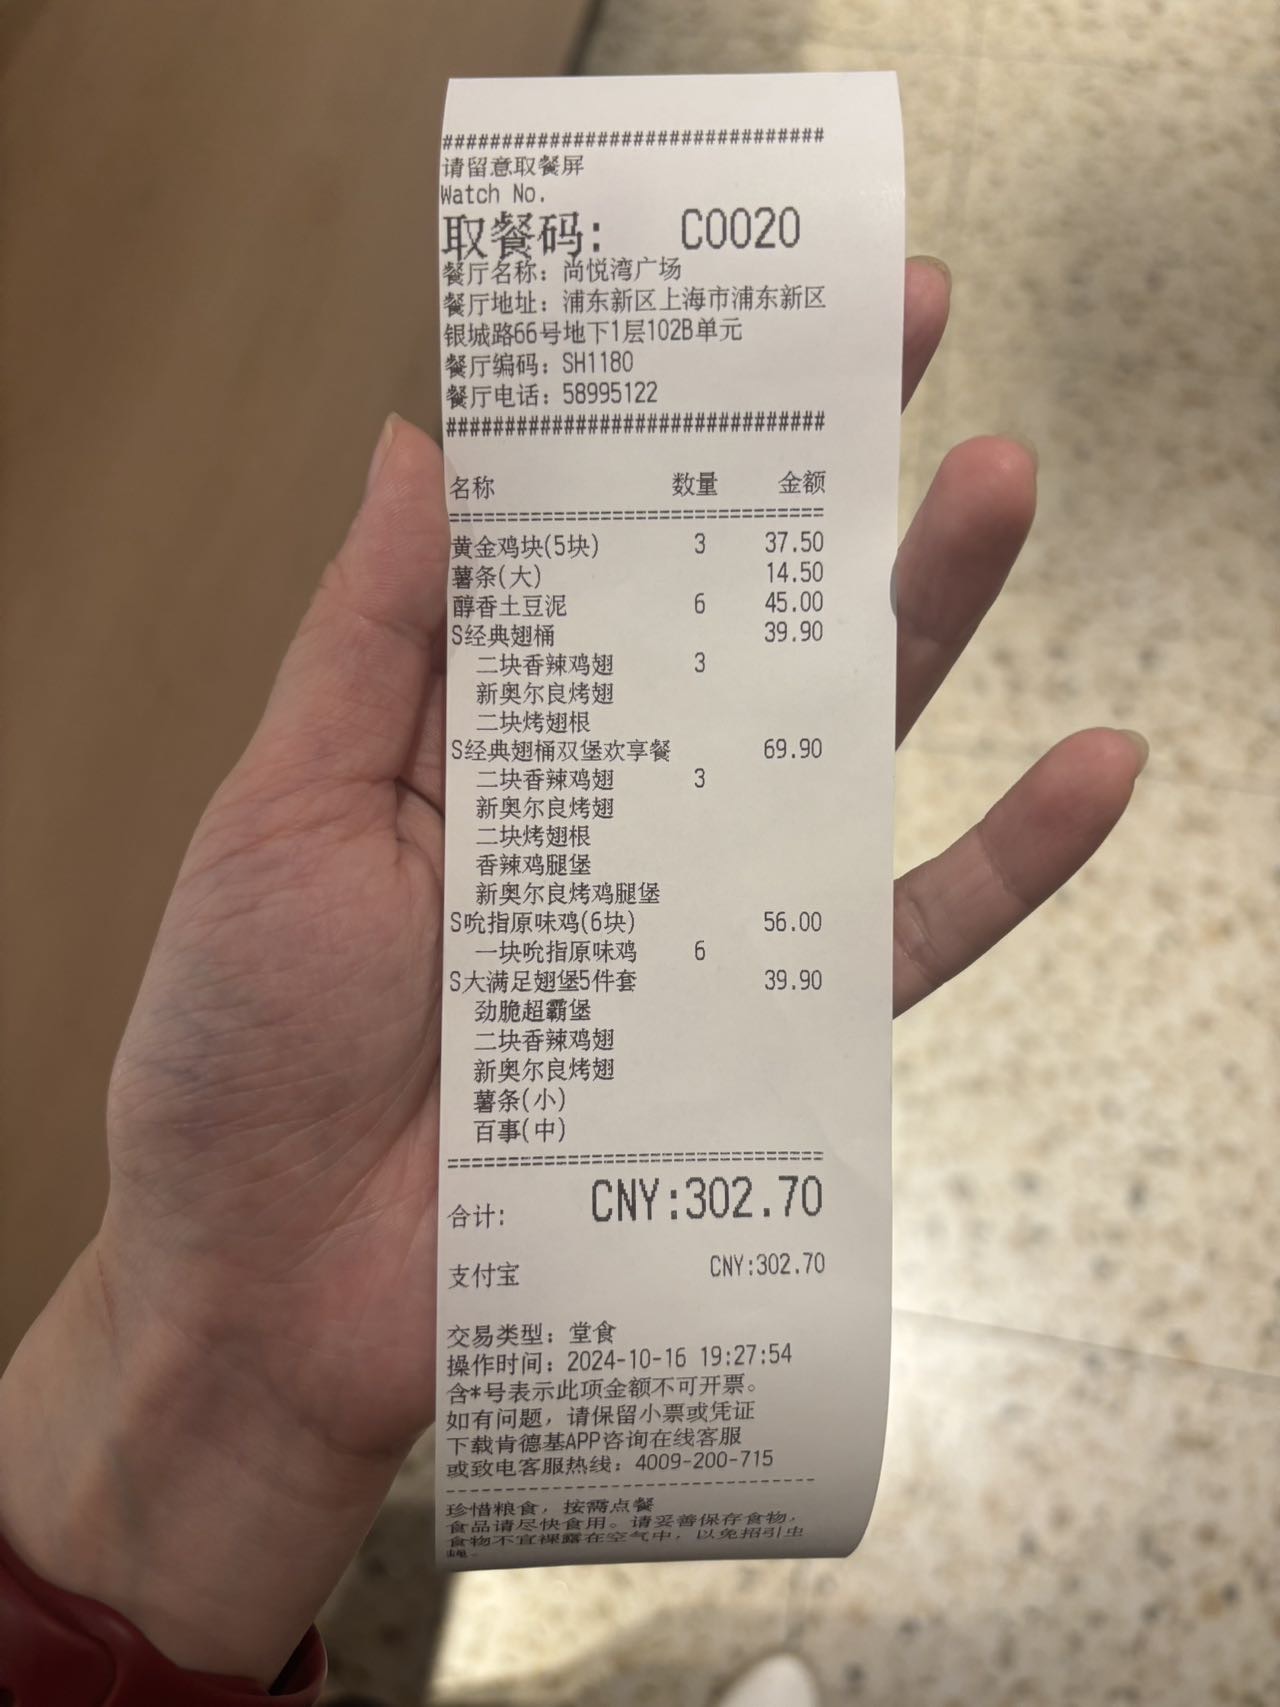 ################################
请留意取餐屏
Watch No.
取餐码: C0020
餐厅名称: 尚悦湾广场
餐厅地址: 浦东新区上海市浦东新区
银城路66号地下1层102B单元
餐厅编码: SH1180
餐厅电话: 58995122
################################
名称 数量 金额
================================
黄金鸡块(5块) 3 37.50
薯条(大) 14.50
醇香土豆泥 6 45.00
S经典翅桶 39.90
二块香辣鸡翅 3
新奥尔良烤翅
二块烤翅根
S经典翅桶双堡欢享餐 69.90
二块香辣鸡翅 3
新奥尔良烤翅
二块烤翅根
香辣鸡腿堡
新奥尔良烤鸡腿堡
S吮指原味鸡(6块) 56.00
一块吮指原味鸡 6
S大满足翅堡5件套 39.90
劲脆超霸堡
二块香辣鸡翅
新奥尔良烤翅
薯条(小)
百事(中)
================================
合计: CNY:302.70
支付宝 CNY:302.70
交易类型: 堂食
操作时间: 2024-10-16 19:27:54
含*号表示此项金额不可开票。
如有问题, 请保留小票或凭证
下载肯德基APP咨询在线客服
或致电客服热线: 4009-200-715
--------------------------------
珍惜粮食, 按需点餐
食品请尽快食用。请妥善保存食物,
食物不宜裸露在空气中, 以免招引虫
蝇。